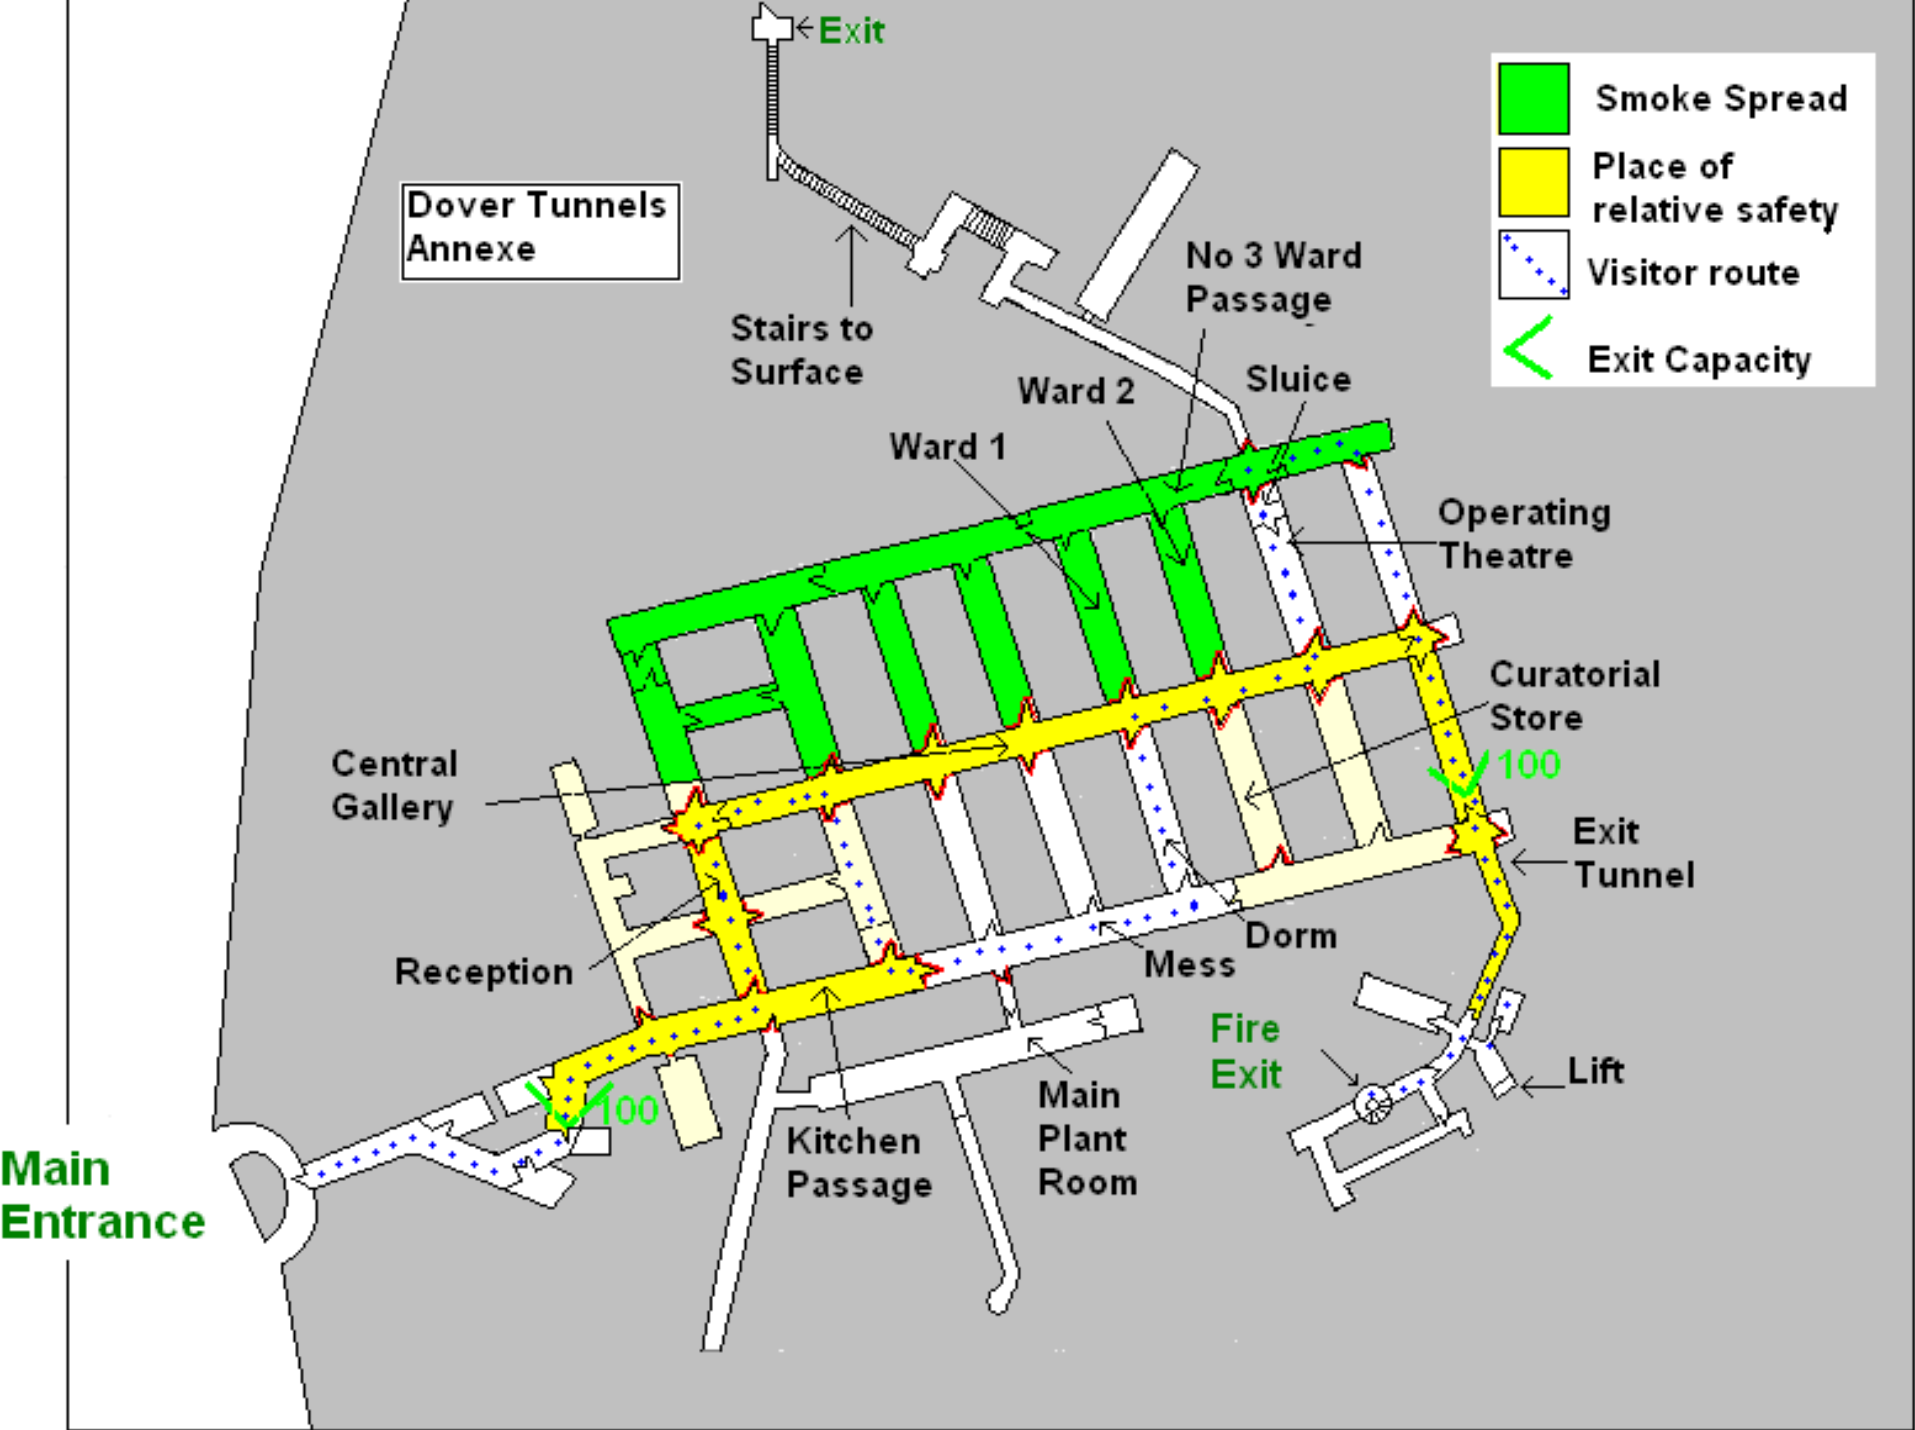 Exit
Smoke Spread
Place of
relative safety
Visitor route
Exit Capacity
Dover Tunnels
Annexe
No 3 Ward
Passage
Stairs to
Surface
Ward 2
Sluice
Ward 1
Operating
Theatre
Curatorial
Store
Central
Gallery
100
Exit
Tunnel
Reception
Dorm
Mess
Fire
Exit
Lift
Main
Plant
Room
100
Kitchen
Passage
Main
Entrance